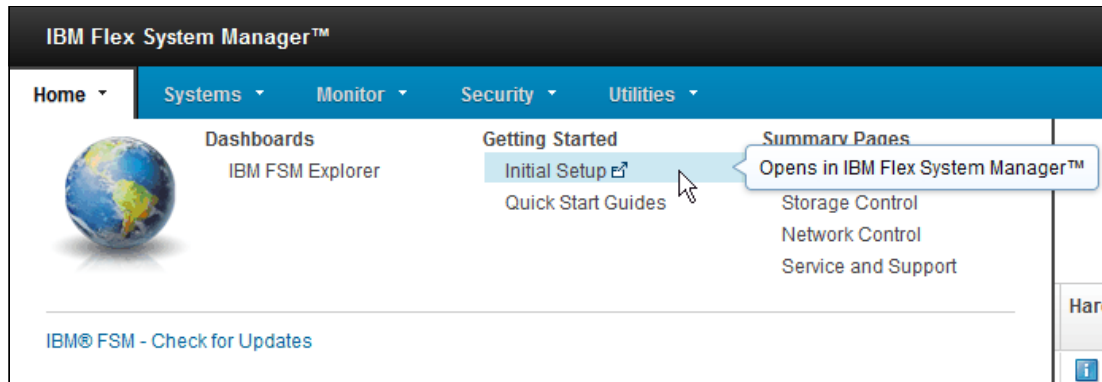 IBM Flex System Manager™
Home Systems Monitor Security Utilities
Dashboards
IBM FSM Explorer
Getting Started
Initial Setup
Quick Start Guides
Summary Pages
Opens in IBM Flex System Manager™
Storage Control
Network Control
Service and Support
IBM® FSM - Check for Updates